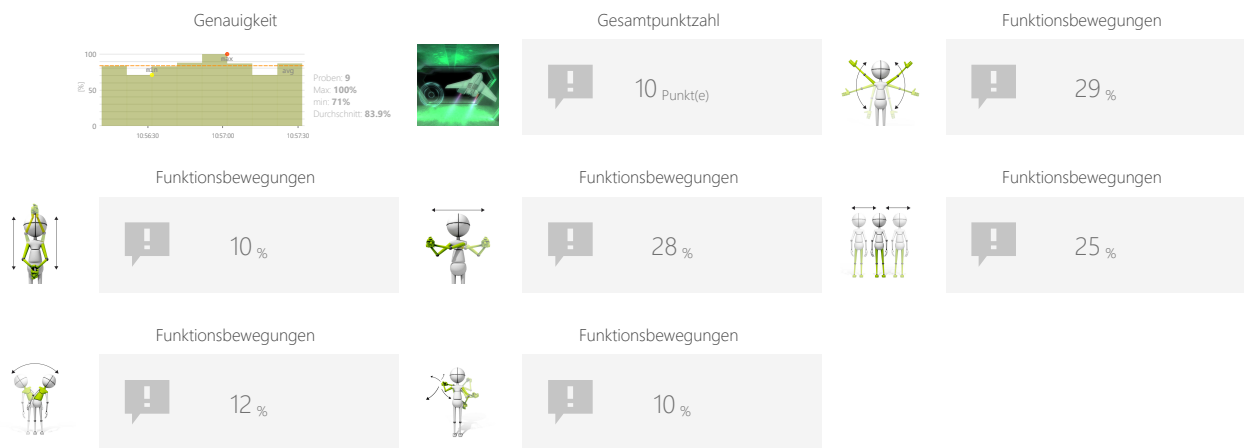 Genauigkeit
100
50
0
[%]
min
max
avg
10:56:30
10:57:00
10:57:30
Proben: 9
Max: 100%
min: 71%
Durchschnitt: 83.9%
Gesamtpunktzahl
10 Punkt(e)
Funktionsbewegungen
29 %
Funktionsbewegungen
10 %
Funktionsbewegungen
28 %
Funktionsbewegungen
25 %
Funktionsbewegungen
12 %
Funktionsbewegungen
10 %